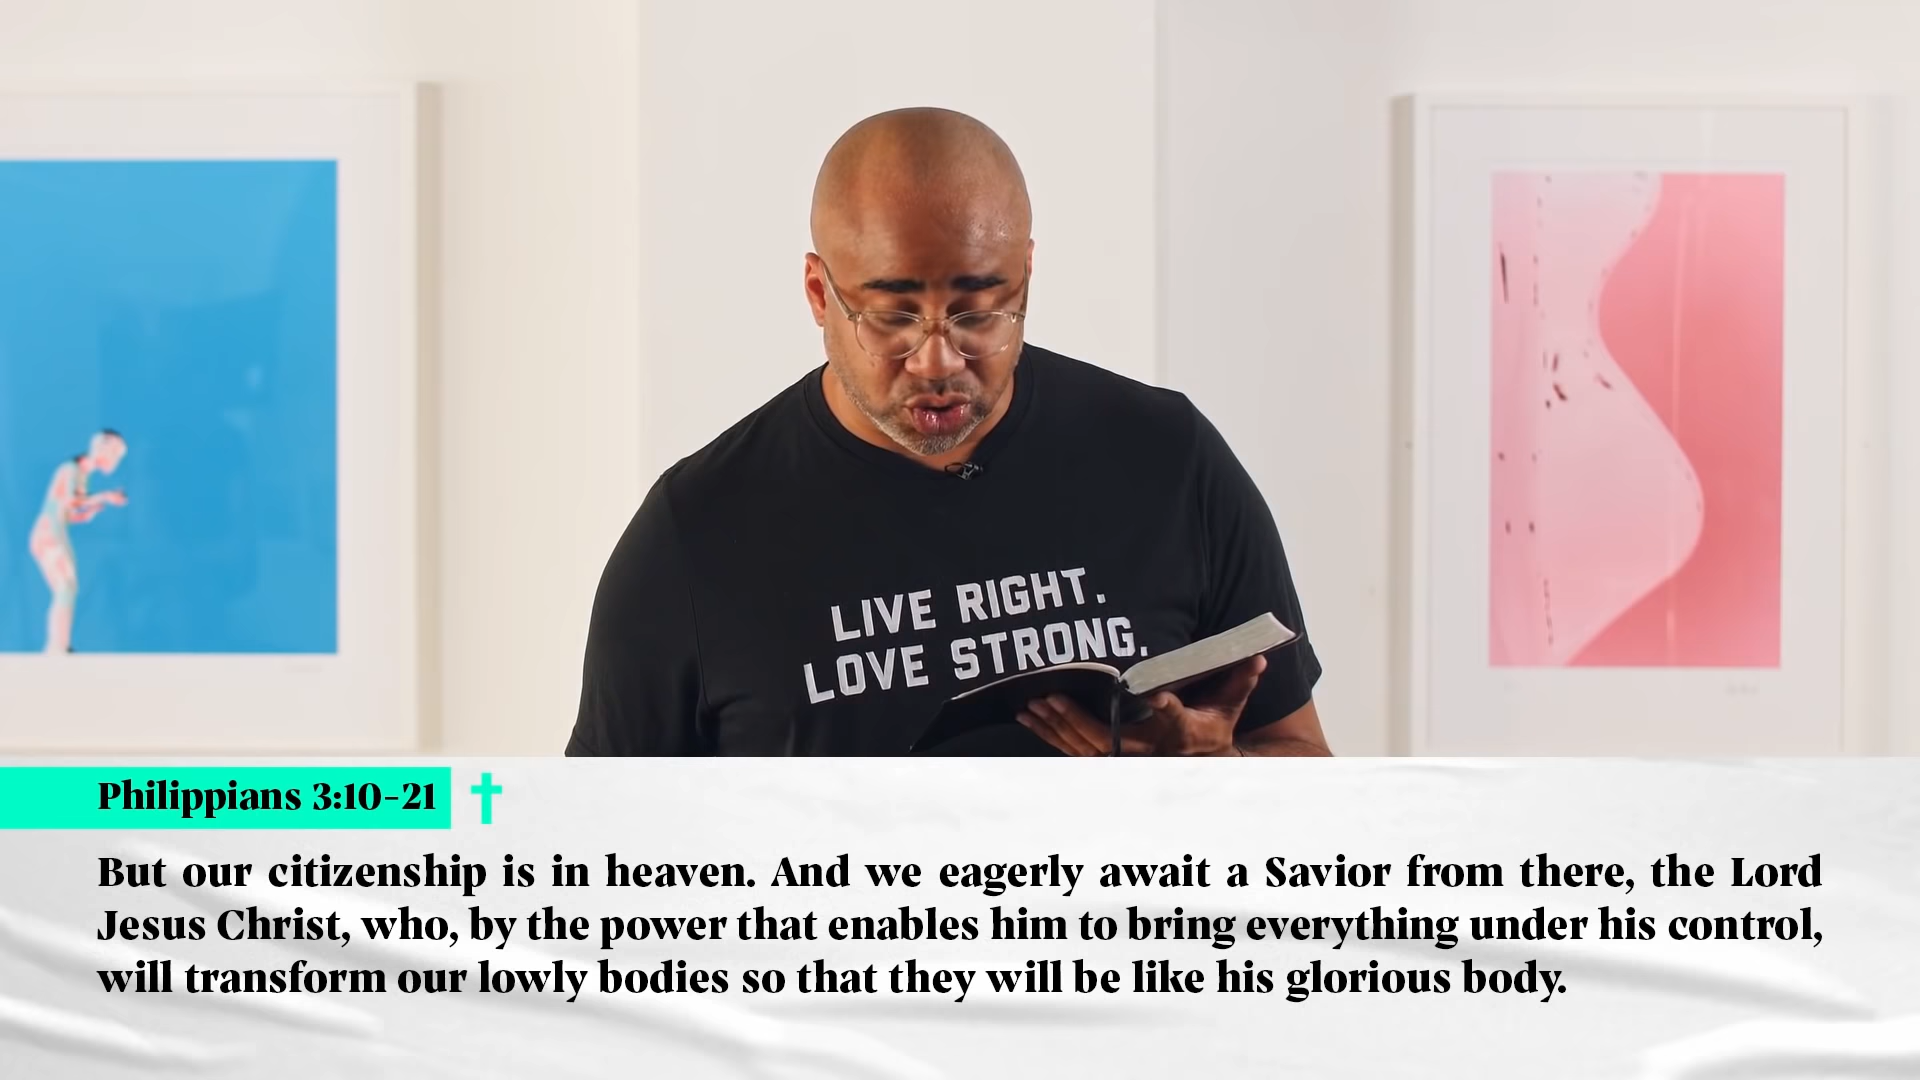 LIVE RIGHT.
LOVE STRONG.
Philippians 3:10-21
But our citizenship is in heaven. And we eagerly await a Savior from there, the Lord
Jesus Christ, who, by the power that enables him to bring everything under his control,
will transform our lowly bodies so that they will be like his glorious body.